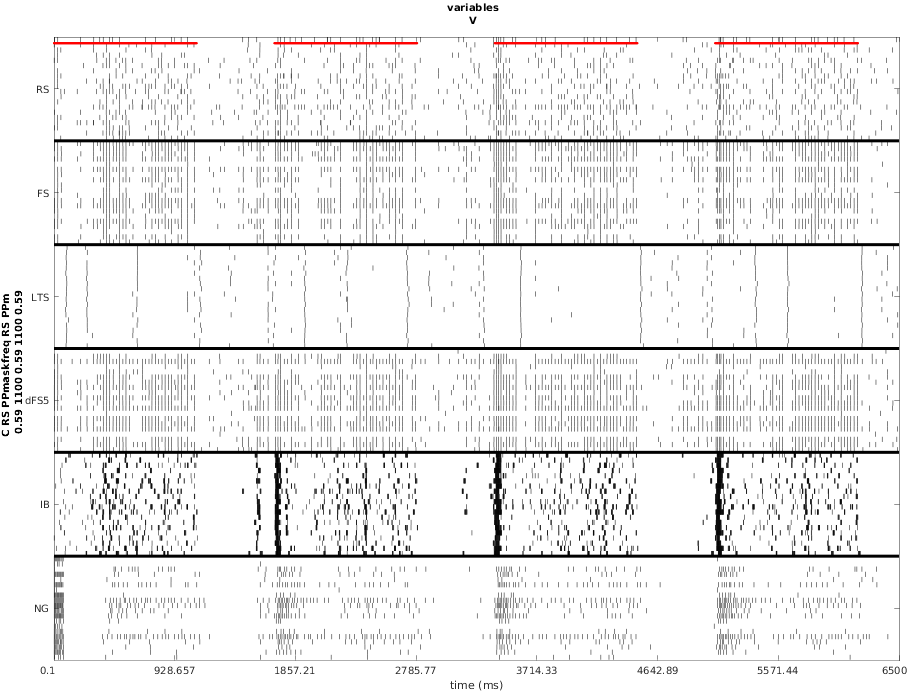 variables
V
RS
FS
LTS
dFS5
IB
NG
C RS PPmaskfreq RS PPm
0.59 1100 0.59 1100 0.59
0.1 928.657 1857.21 2785.77 3714.33 4642.89 5571.44 6500
time (ms)